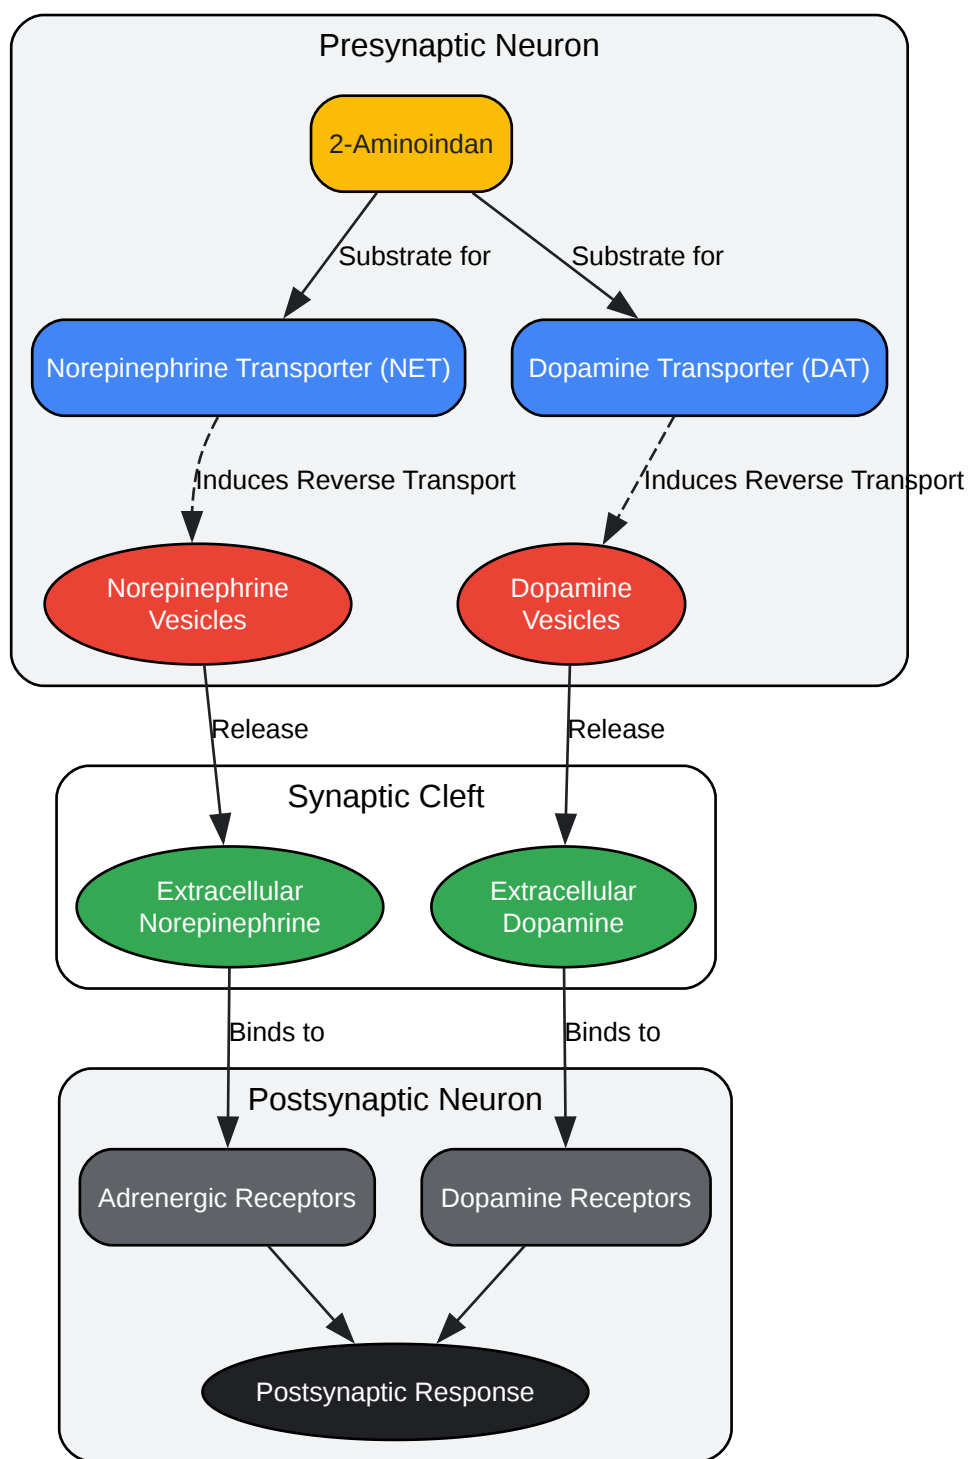 Presynaptic Neuron
2-Aminoindan
Substrate for
Substrate for
Norepinephrine Transporter (NET)
Dopamine Transporter (DAT)
Induces Reverse Transport
Induces Reverse Transport
Norepinephrine
Vesicles
Dopamine
Vesicles
Release
Release
Synaptic Cleft
Extracellular
Norepinephrine
Extracellular
Dopamine
Binds to
Binds to
Postsynaptic Neuron
Adrenergic Receptors
Dopamine Receptors
Postsynaptic Response